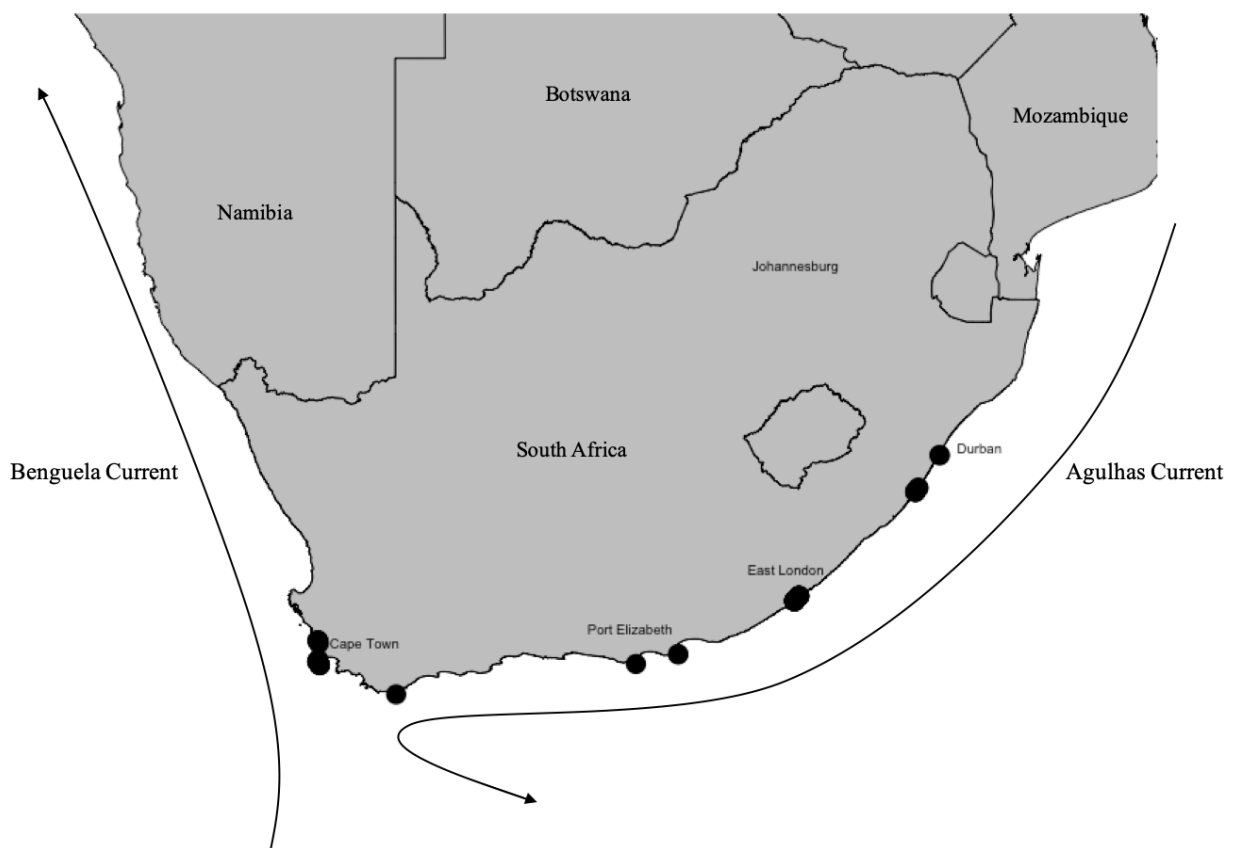 Botswana
Mozambique
Namibia
Johannesburg
South Africa
Durban
Benguela Current
Agulhas Current
East London
Port Elizabeth
Cape Town